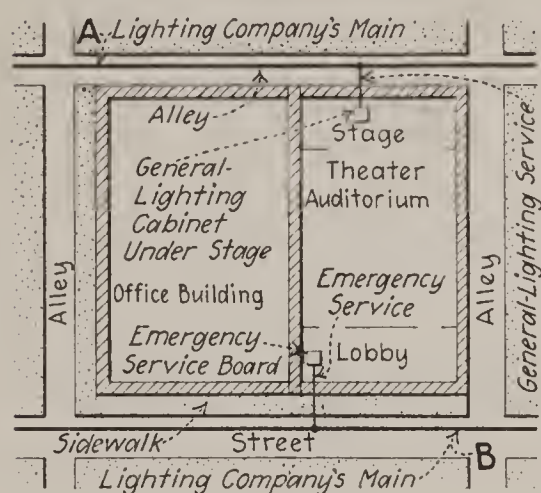 A Lighting Company's Main
Alley
General-
Lighting
Cabinet
Under Stage
Office Building
Emergency
Service Board
Stage
Theater
Auditorium
Emergency
Service
Lobby
Alley
Alley
General-Lighting Service
Sidewalk
Street
B
Lighting Company's Main